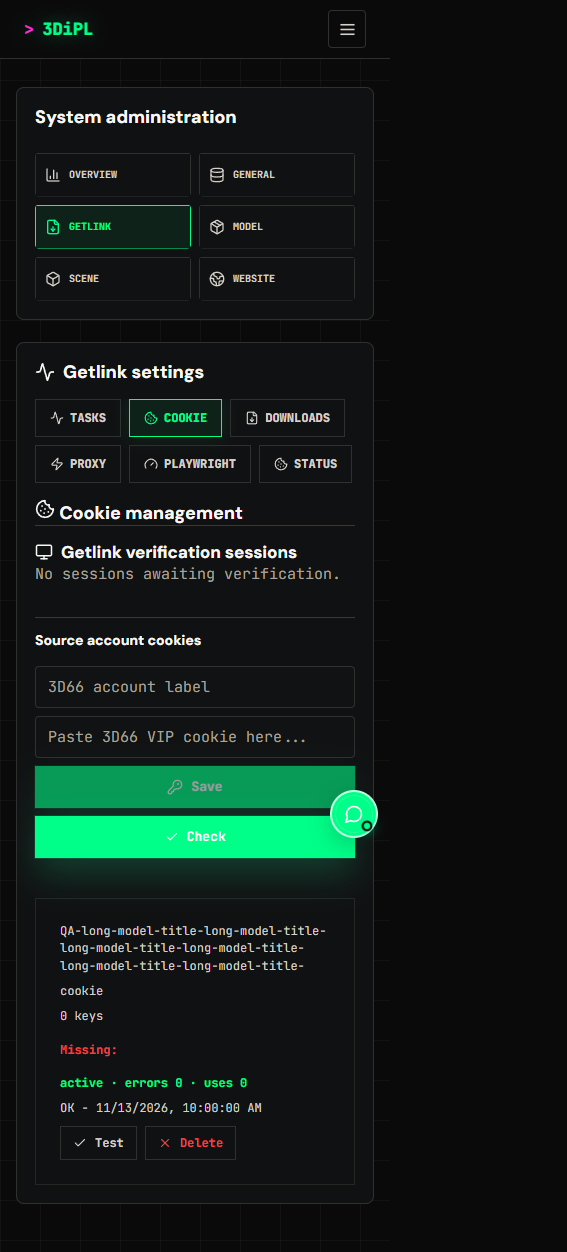 > 3DiPL
System administration
OVERVIEW
GENERAL
GETLINK
MODEL
SCENE
WEBSITE
Getlink settings
TASKS
COOKIE
DOWNLOADS
PROXY
PLAYWRIGHT
STATUS
Cookie management
Getlink verification sessions
No sessions awaiting verification.
Source account cookies
3D66 account label
Paste 3D66 VIP cookie here...
Save
Check
QA-long-model-title-long-model-title-
long-model-title-long-model-title-
long-model-title-long-model-title-
cookie
0 keys
Missing:
active · errors 0 · uses 0
OK - 11/13/2026, 10:00:00 AM
Test
Delete